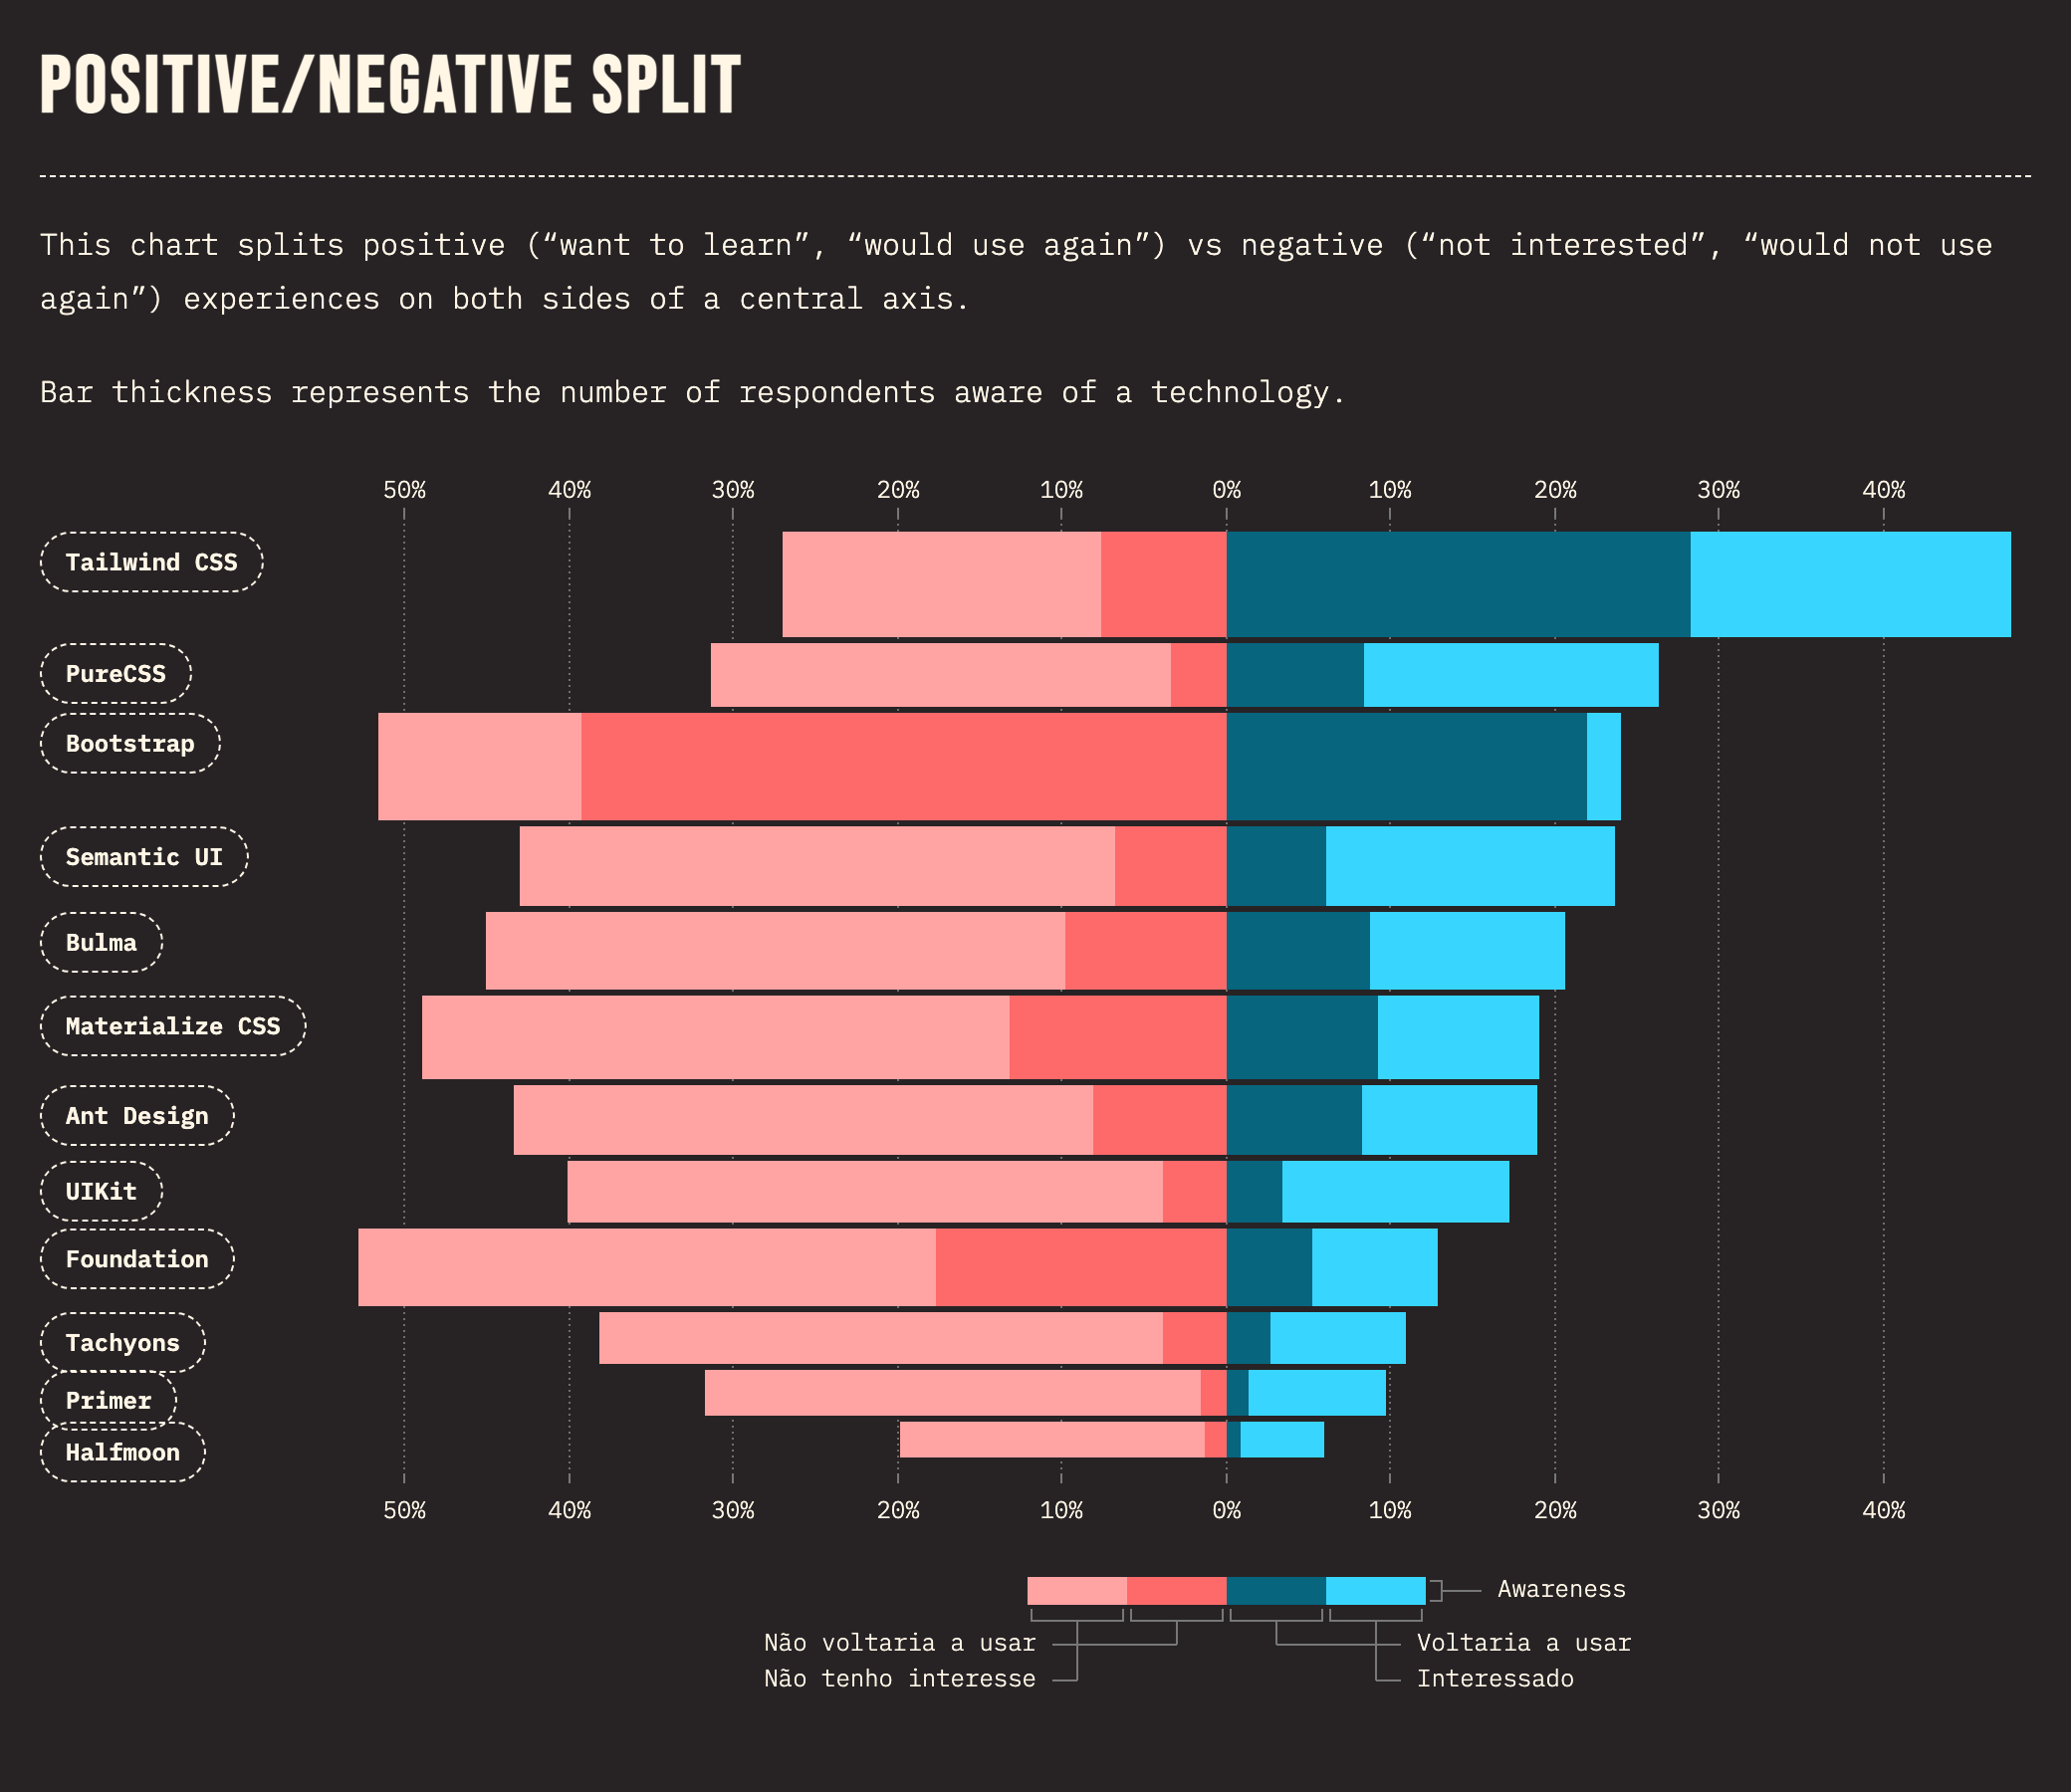 POSITIVE/NEGATIVE SPLIT
This chart splits positive (“want to learn”, “would use again”) vs negative (“not interested”, “would not use
again”) experiences on both sides of a central axis.
Bar thickness represents the number of respondents aware of a technology.
50% 40% 30% 20% 10% 0% 10% 20% 30% 40%
Tailwind CSS
PureCSS
Bootstrap
Semantic UI
Bulma
Materialize CSS
Ant Design
UIKit
Foundation
Tachyons
Primer
Halfmoon
50% 40% 30% 20% 10% 0% 10% 20% 30% 40%
Awareness
Não voltaria a usar Voltaria a usar
Não tenho interesse Interessado